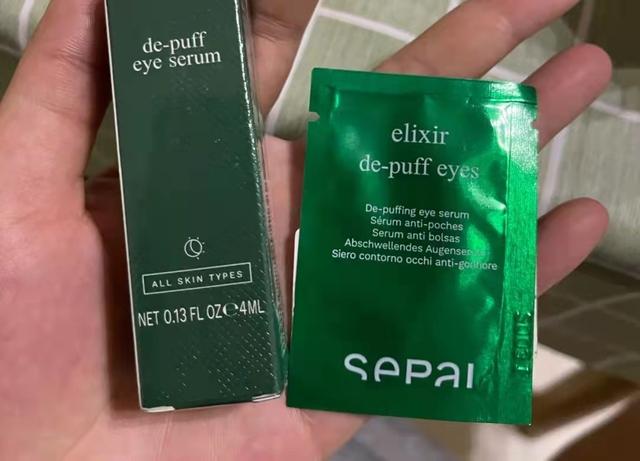 de-puff
eye serum
ALL SKIN TYPES
NET 0.13 FL OZ℮4ML
elixir
de-puff eyes
De-puffing eye serum
Sérum anti-poches
Serum anti bolsas
Abschwellendes Augenserum
Siero contorno occhi anti-gonfiore
sepai